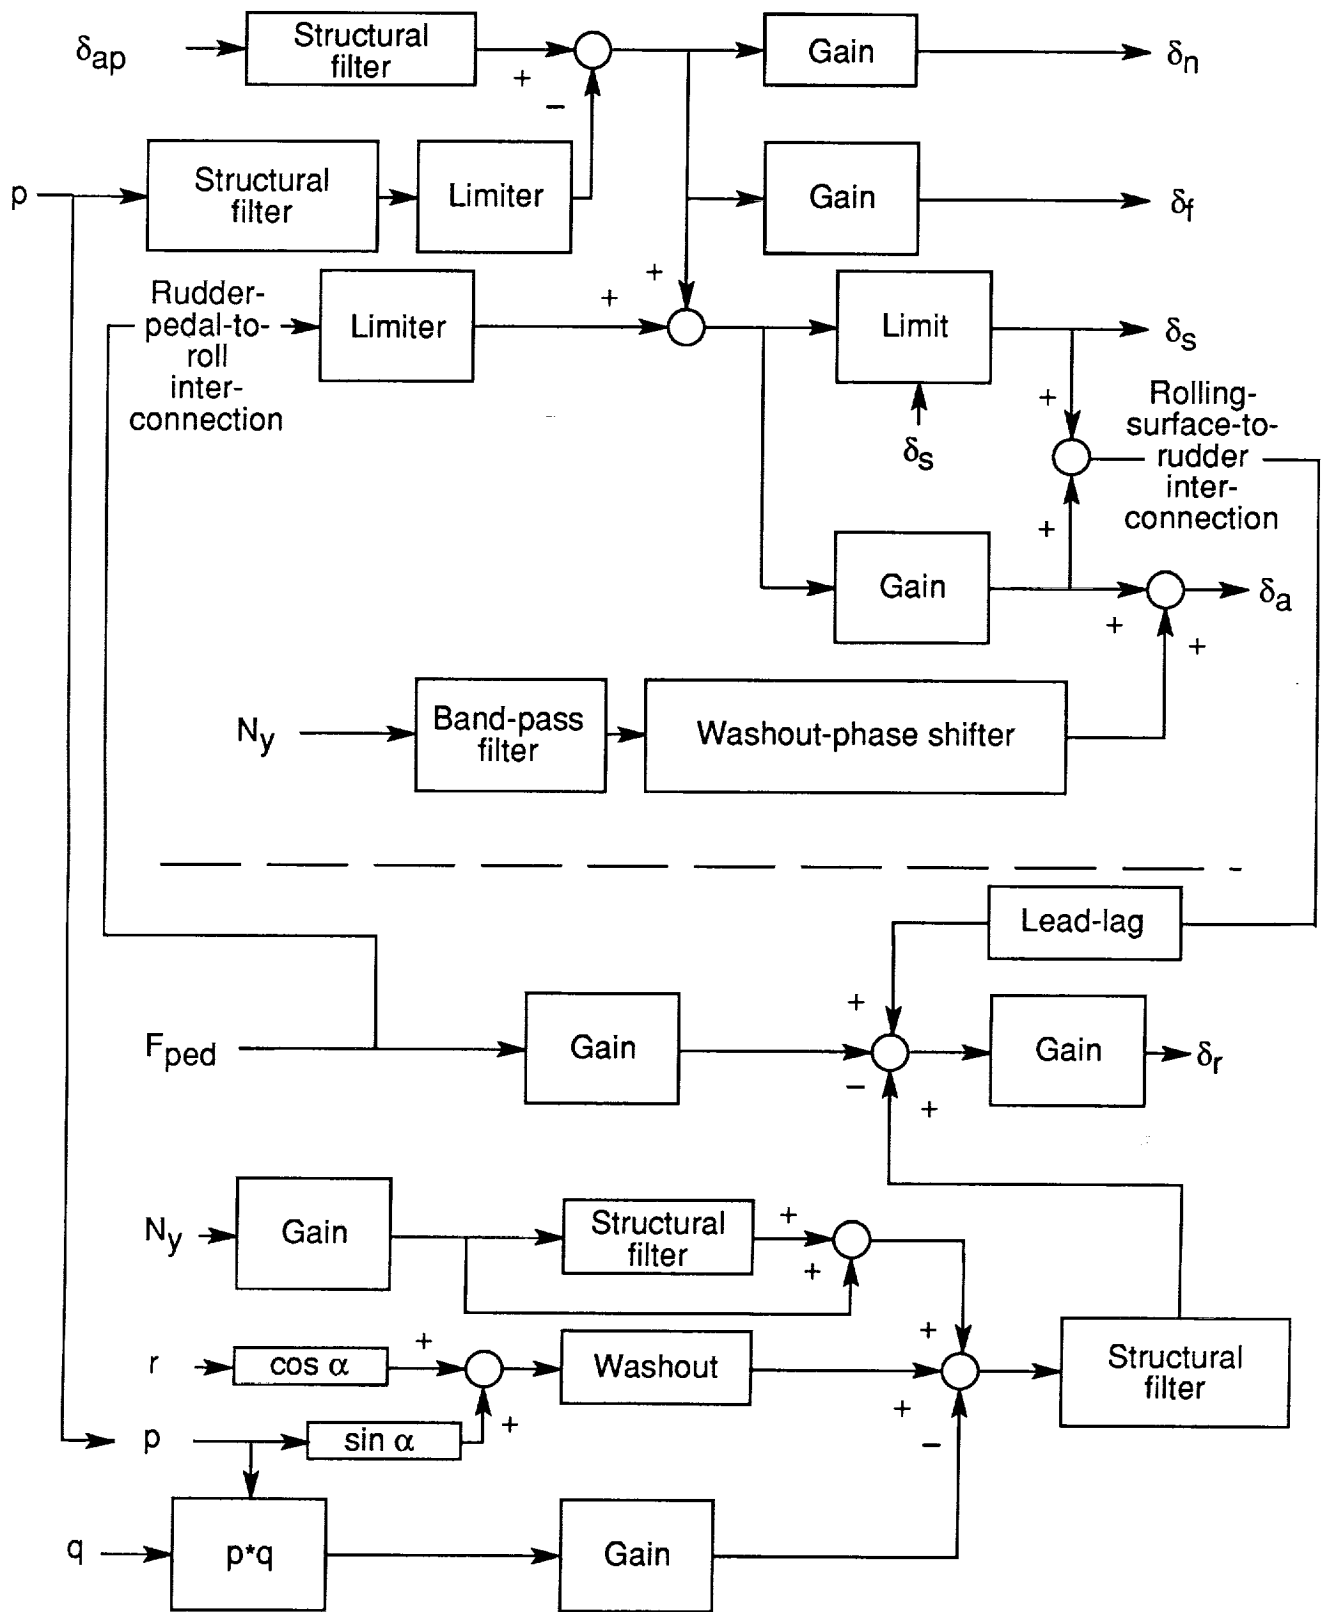 δap
Structural
filter
+
−
Gain
δn
p
Structural
filter
Limiter
Gain
δf
Rudder-
pedal-to-
roll
inter-
connection
Limiter
+
+
Limit
δs
δs
+
+
Rolling-
surface-to-
rudder
inter-
connection
Gain
+
+
δa
Ny
Band-pass
filter
Washout-phase shifter
Lead-lag
Fped
Gain
+
−
+
Gain
δr
Ny
Gain
Structural
filter
+
+
r
cos α
+
+
Washout
+
+
−
Structural
filter
p
sin α
q
p*q
Gain